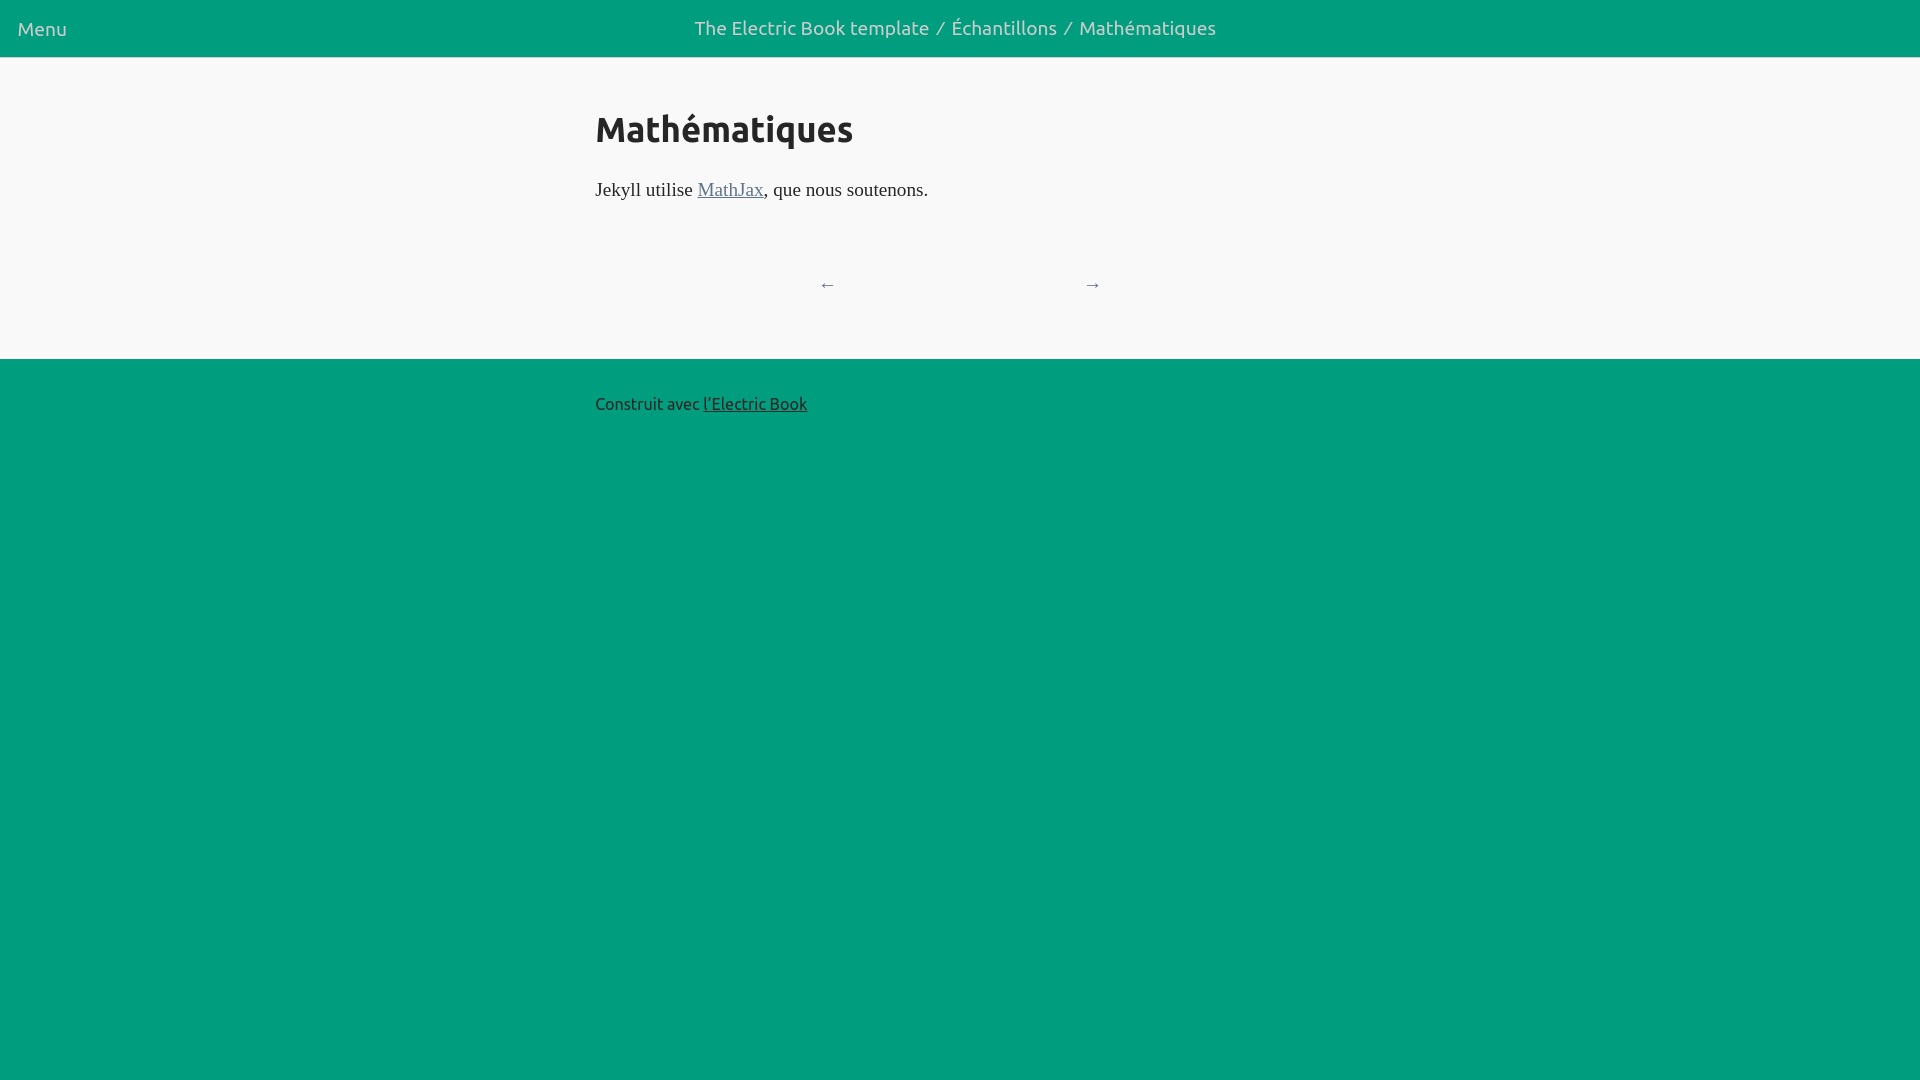 Menu
The Electric Book template / Échantillons / Mathématiques
Mathématiques
Jekyll utilise MathJax, que nous soutenons.
← →
Construit avec l’Electric Book